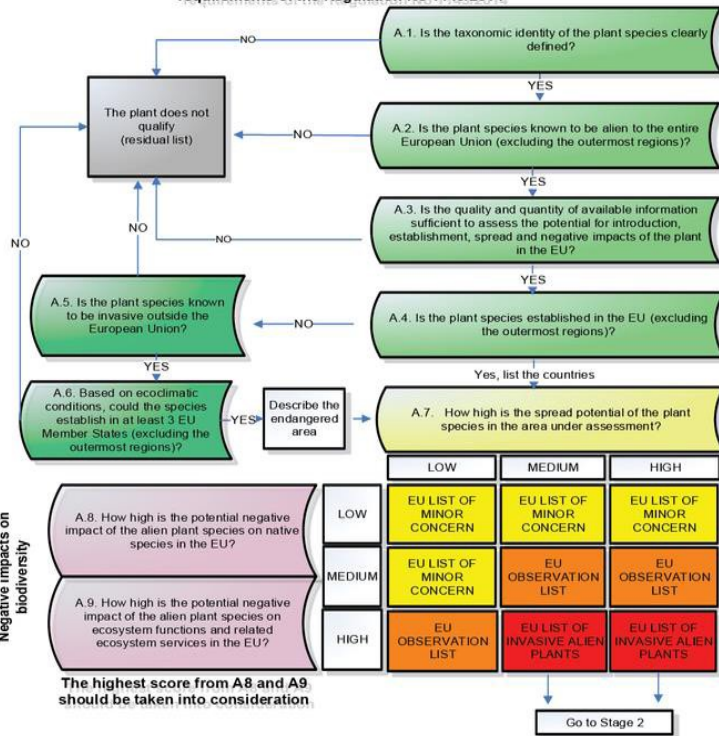 NO
A.1. Is the taxonomic identity of the plant species clearly
defined?
YES
The plant does not
qualify
(residual list)
NO
A.2. Is the plant species known to be alien to the entire
European Union (excluding the outermost regions)?
YES
NO
NO
NO
A.3. Is the quality and quantity of available information
sufficient to assess the potential for introduction,
establishment, spread and negative impacts of the plant
in the EU?
YES
A.5. Is the plant species known
to be invasive outside the
European Union?
NO
A.4. Is the plant species established in the EU (excluding
the outermost regions)?
YES
Yes, list the countries
A.6. Based on ecoclimatic
conditions, could the species
establish in at least 3 EU
Member States (excluding the
outermost regions)?
YES
Describe the
endangered
area
A.7. How high is the spread potential of the plant
species in the area under assessment?
LOW
MEDIUM
HIGH
Negative impacts on
biodiversity
A.8. How high is the potential negative
impact of the alien plant species on native
species in the EU?
LOW
EU LIST OF
MINOR
CONCERN
EU LIST OF
MINOR
CONCERN
EU LIST OF
MINOR
CONCERN
MEDIUM
EU LIST OF
MINOR
CONCERN
EU
OBSERVATION
LIST
EU
OBSERVATION
LIST
A.9. How high is the potential negative
impact of the alien plant species on
ecosystem functions and related
ecosystem services in the EU?
HIGH
EU
OBSERVATION
LIST
EU LIST OF
INVASIVE ALIEN
PLANTS
EU LIST OF
INVASIVE ALIEN
PLANTS
The highest score from A8 and A9
should be taken into consideration
Go to Stage 2